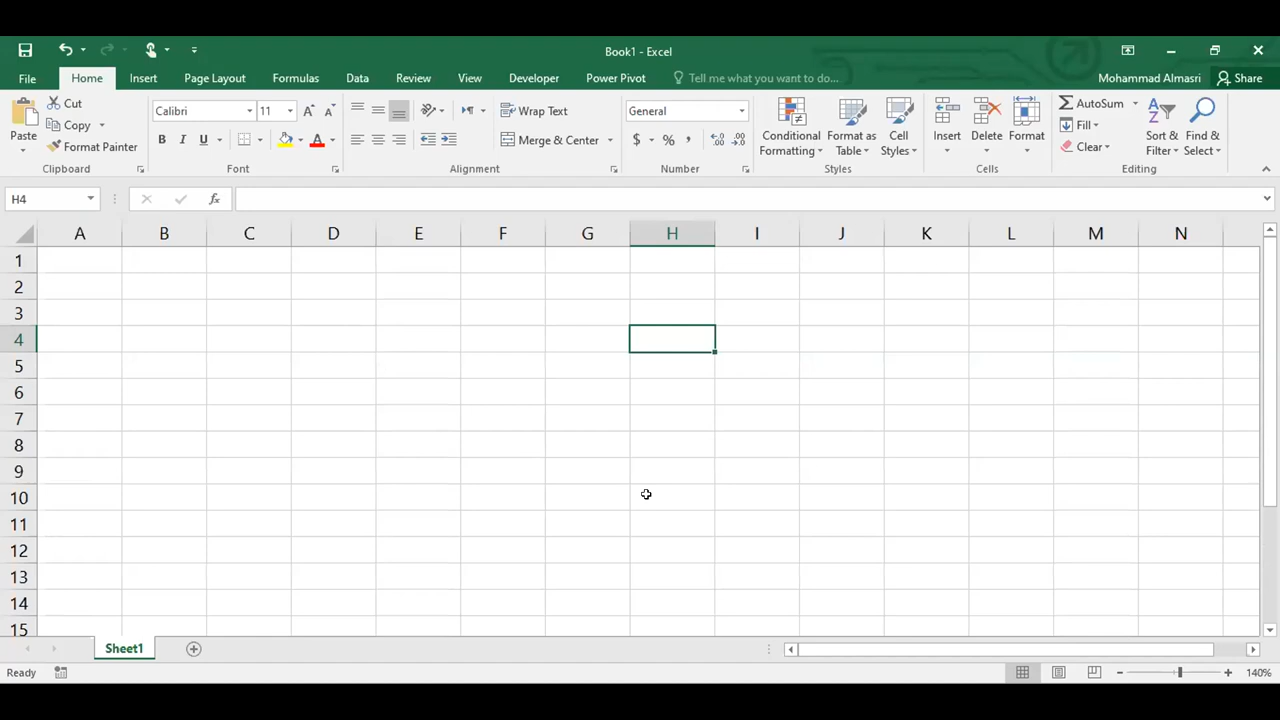 Book1 - Excel
File Home Insert Page Layout Formulas Data Review View Developer Power Pivot Tell me what you want to do... Mohammad Almasri Share
Paste
Cut
Copy
Format Painter
Clipboard
Calibri 11
B I U
Font
Wrap Text
Merge & Center
Alignment
General
$ % ,
Number
Conditional Formatting
Format as Table
Cell Styles
Styles
Insert
Delete
Format
Cells
AutoSum
Fill
Clear
Sort & Filter
Find & Select
Editing
H4
fx
A B C D E F G H I J K L M N
1
2
3
4
5
6
7
8
9
10
11
12
13
14
15
Sheet1
Ready
140%